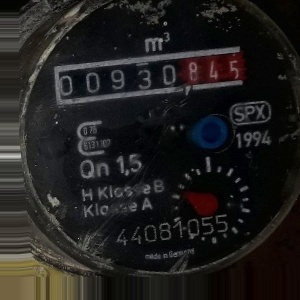 m³
00930845
SPX
1994
Qn 1,5
H Klasse B
Klasse A
44081055
made in Germany